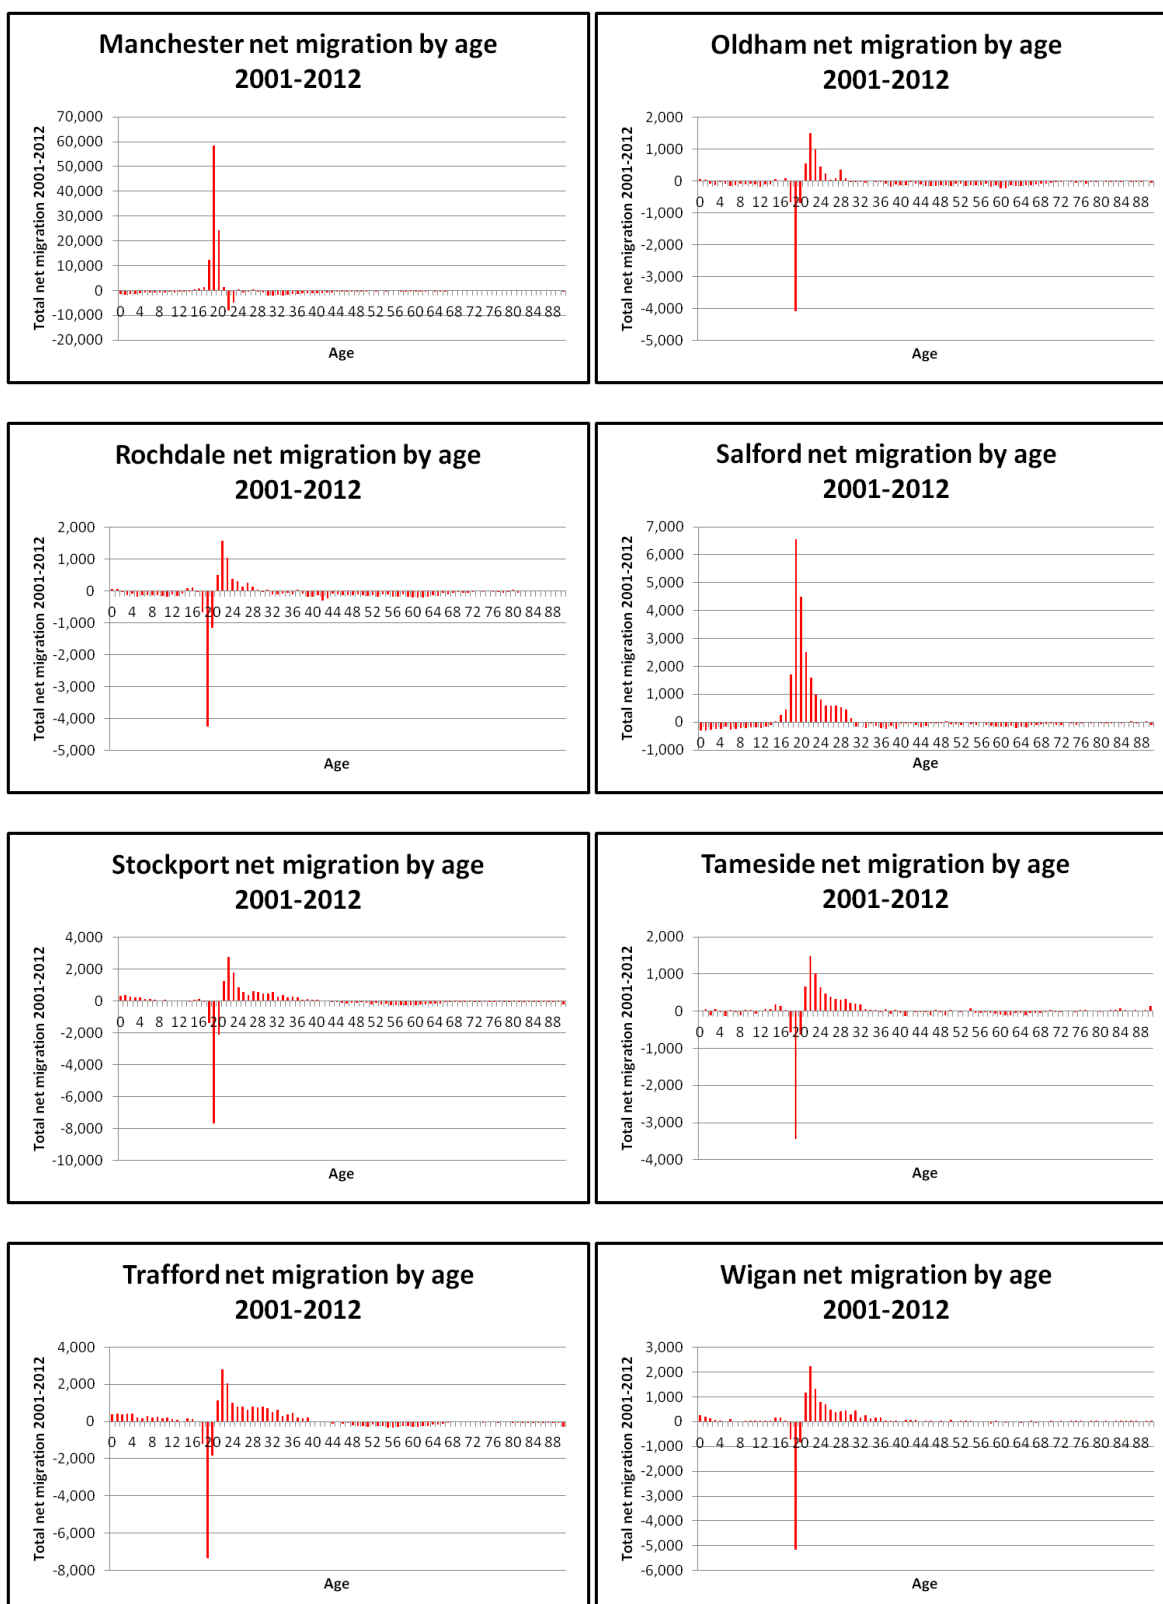 Manchester net migration by age
2001-2012
Total net migration 2001-2012
70,000
60,000
50,000
40,000
30,000
20,000
10,000
0
-10,000
-20,000
0 4 8 12 16 20 24 28 32 36 40 44 48 52 56 60 64 68 72 76 80 84 88
Age
Oldham net migration by age
2001-2012
Total net migration 2001-2012
2,000
1,000
0
-1,000
-2,000
-3,000
-4,000
-5,000
0 4 8 12 16 20 24 28 32 36 40 44 48 52 56 60 64 68 72 76 80 84 88
Age
Rochdale net migration by age
2001-2012
Total net migration 2001-2012
2,000
1,000
0
-1,000
-2,000
-3,000
-4,000
-5,000
0 4 8 12 16 20 24 28 32 36 40 44 48 52 56 60 64 68 72 76 80 84 88
Age
Salford net migration by age
2001-2012
Total net migration 2001-2012
7,000
6,000
5,000
4,000
3,000
2,000
1,000
0
-1,000
0 4 8 12 16 20 24 28 32 36 40 44 48 52 56 60 64 68 72 76 80 84 88
Age
Stockport net migration by age
2001-2012
Total net migration 2001-2012
4,000
2,000
0
-2,000
-4,000
-6,000
-8,000
-10,000
0 4 8 12 16 20 24 28 32 36 40 44 48 52 56 60 64 68 72 76 80 84 88
Age
Tameside net migration by age
2001-2012
Total net migration 2001-2012
2,000
1,000
0
-1,000
-2,000
-3,000
-4,000
0 4 8 12 16 20 24 28 32 36 40 44 48 52 56 60 64 68 72 76 80 84 88
Age
Trafford net migration by age
2001-2012
Total net migration 2001-2012
4,000
2,000
0
-2,000
-4,000
-6,000
-8,000
0 4 8 12 16 20 24 28 32 36 40 44 48 52 56 60 64 68 72 76 80 84 88
Age
Wigan net migration by age
2001-2012
Total net migration 2001-2012
3,000
2,000
1,000
0
-1,000
-2,000
-3,000
-4,000
-5,000
-6,000
0 4 8 12 16 20 24 28 32 36 40 44 48 52 56 60 64 68 72 76 80 84 88
Age